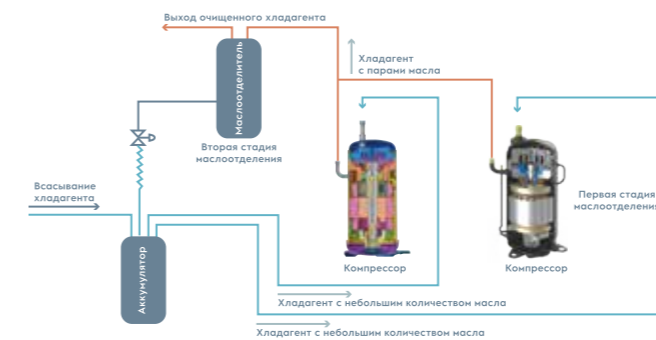 Выход очищенного хладагента
Маслоотделитель
Хладагент
с парами масла
Вторая стадия
маслоотделения
Всасывание
хладагента
Первая стадия
маслоотделения
Аккумулятор
Компрессор
Компрессор
Хладагент с небольшим количеством масла
Хладагент с небольшим количеством масла